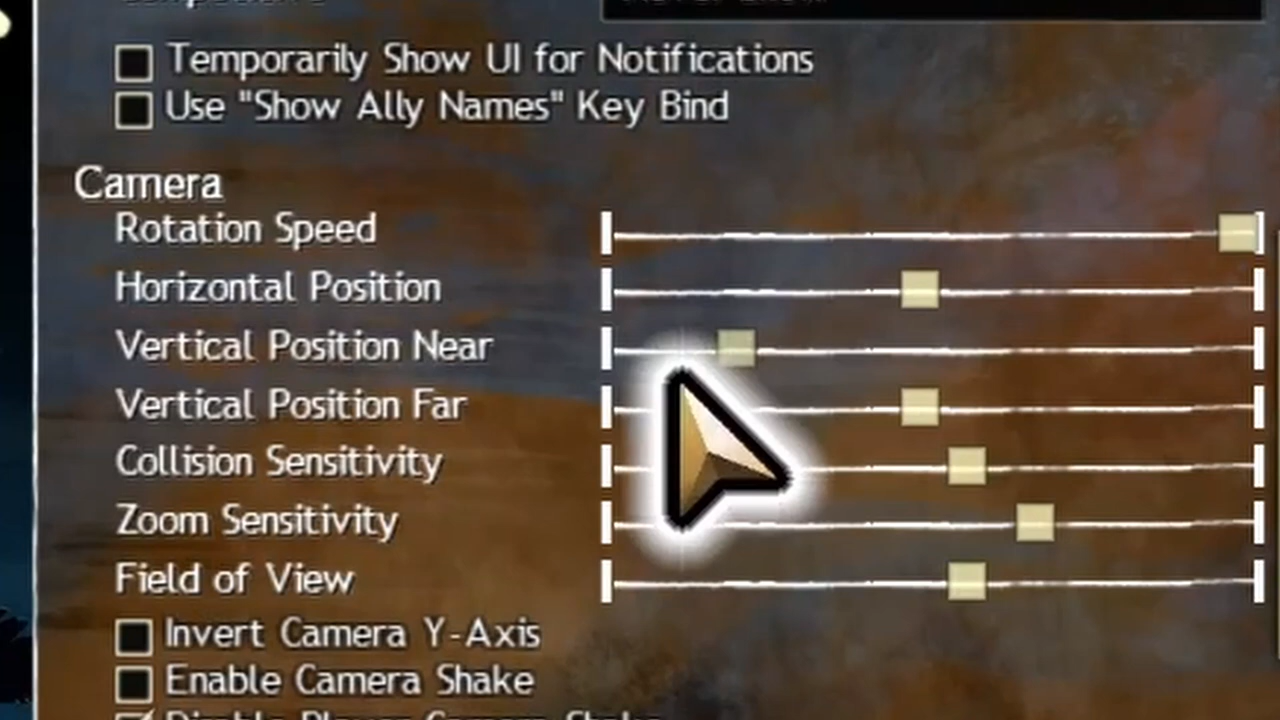 Temporarily Show UI for Notifications
Use "Show Ally Names" Key Bind
Camera
Rotation Speed
Horizontal Position
Vertical Position Near
Vertical Position Far
Collision Sensitivity
Zoom Sensitivity
Field of View
Invert Camera Y-Axis
Enable Camera Shake